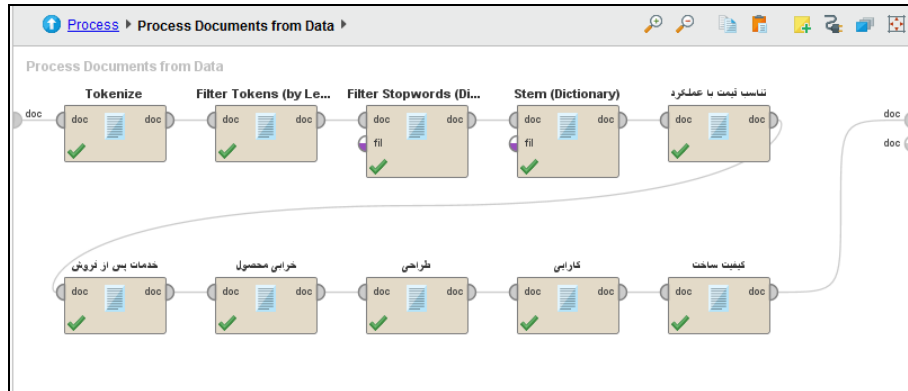 Process ▸ Process Documents from Data ▸
Process Documents from Data
Tokenize
Filter Tokens (by Le...
Filter Stopwords (Di...
Stem (Dictionary)
تناسب قیمت با عملکرد
doc
doc doc
doc doc
doc doc
doc doc
doc doc
doc
fil
fil
doc
خدمات پس از فروش
خرابی محصول
طراحی
کارایی
کیفیت ساخت
doc doc
doc doc
doc doc
doc doc
doc doc